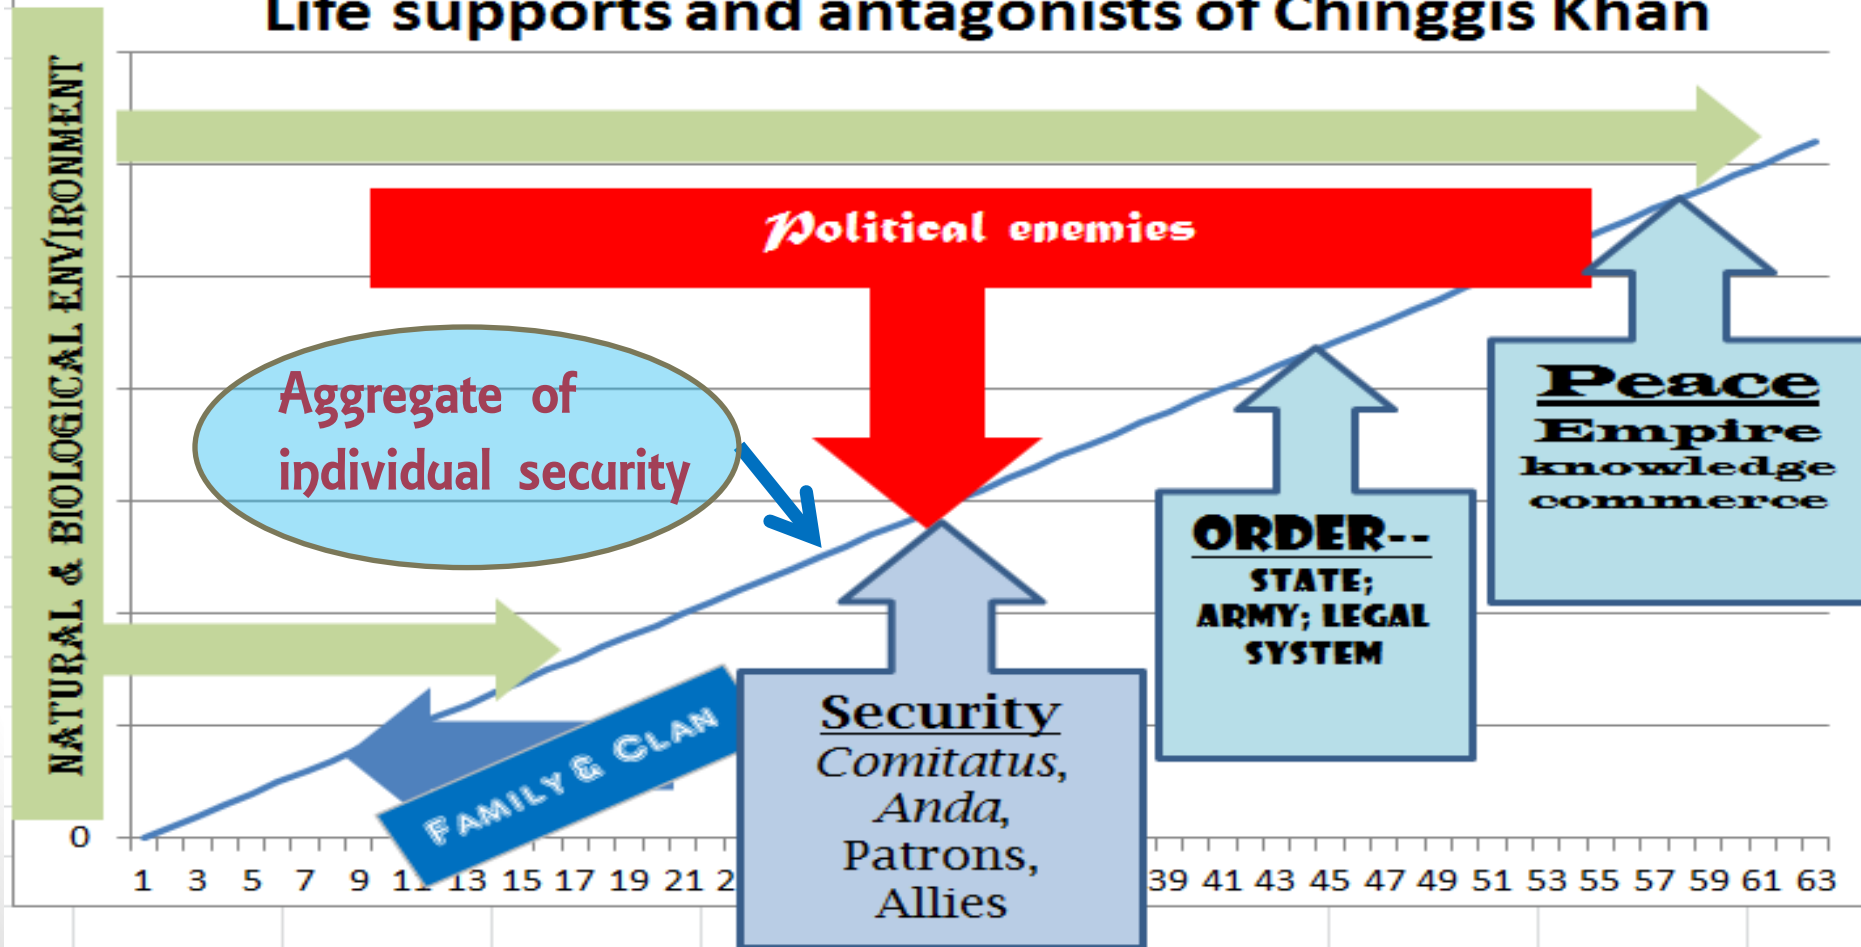 Life supports and antagonists of Chinggis Khan
NATURAL & BIOLOGICAL ENVIRONMENT
Political enemies
Aggregate of
individual security
Peace
Empire
knowledge
commerce
ORDER--
STATE;
ARMY; LEGAL
SYSTEM
FAMILY & CLAN
Security
Comitatus,
Anda,
Patrons,
Allies
0
1 3 5 7 9 13 15 17 19 21 39 41 43 45 47 49 51 53 55 57 59 61 63